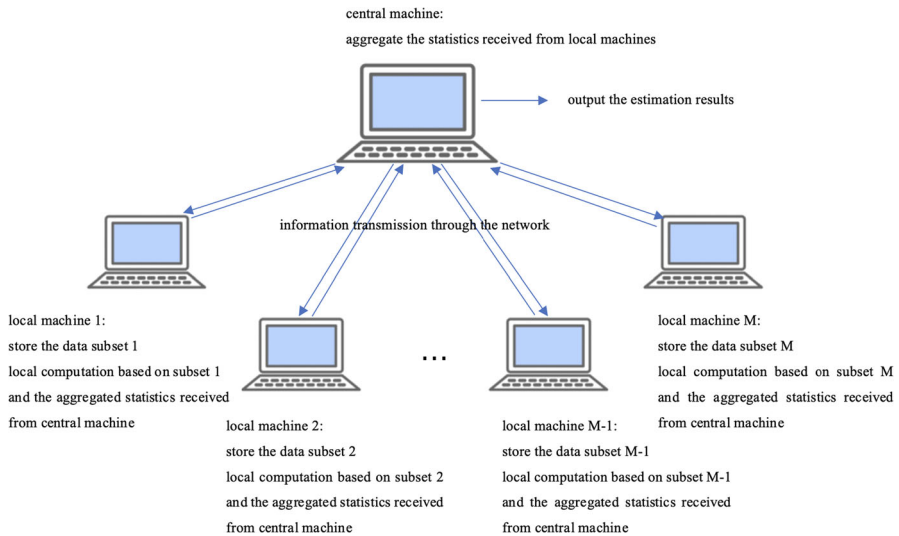 central machine:
aggregate the statistics received from local machines
output the estimation results
information transmission through the network
local machine 1:
store the data subset 1
local computation based on subset 1
and the aggregated statistics received
from central machine
local machine 2:
store the data subset 2
local computation based on subset 2
and the aggregated statistics received
from central machine
...
local machine M-1:
store the data subset M-1
local computation based on subset M-1
and the aggregated statistics received
from central machine
local machine M:
store the data subset M
local computation based on subset M
and the aggregated statistics received
from central machine